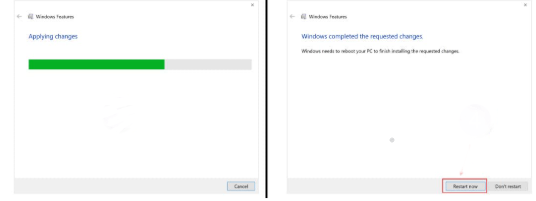 Windows Features
Applying changes
Cancel
Windows Features
Windows completed the requested changes.
Windows needs to reboot your PC to finish installing the requested changes.
Restart now
Don't restart